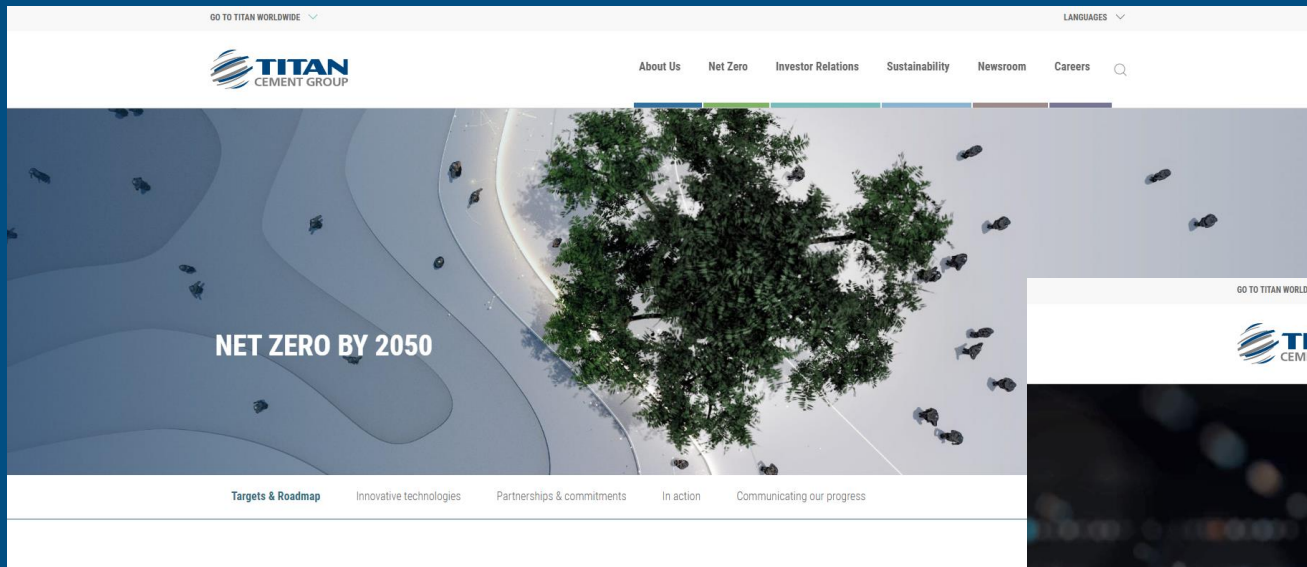 GO TO TITAN WORLDWIDE
LANGUAGES
TITAN
CEMENT GROUP
About Us Net Zero Investor Relations Sustainability Newsroom Careers
NET ZERO BY 2050
Targets & Roadmap Innovative technologies Partnerships & commitments In action Communicating our progress
GO TO TITAN